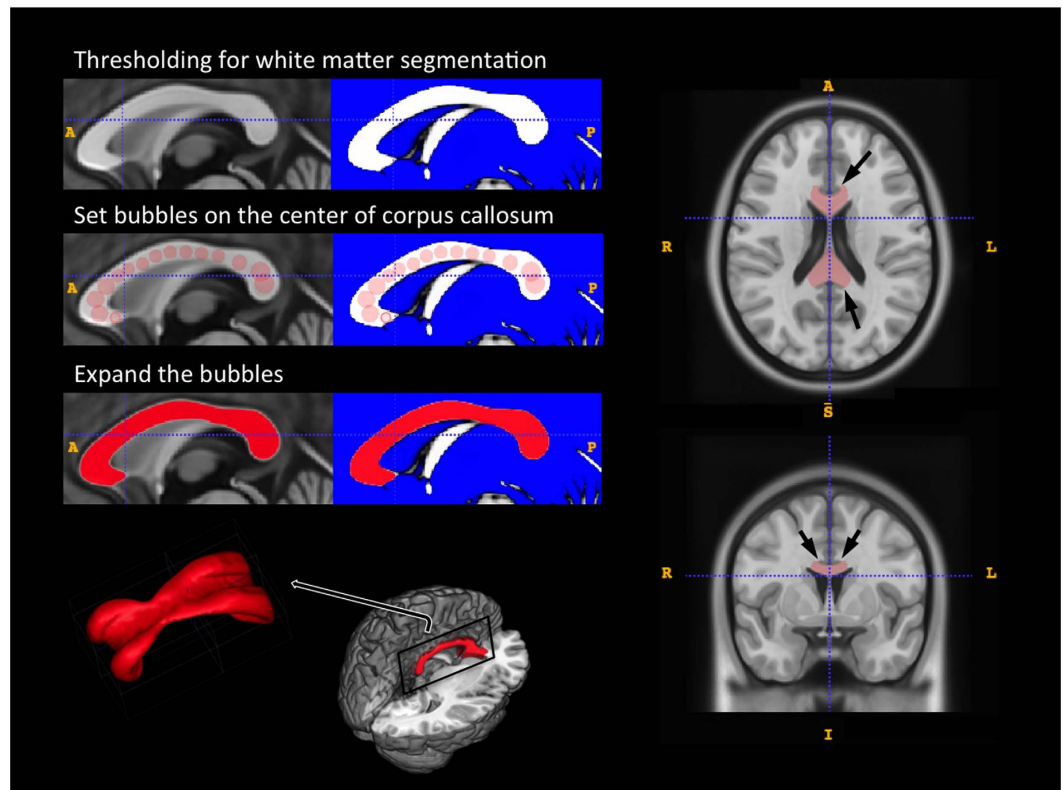 Thresholding for white matter segmentation
A
P
Set bubbles on the center of corpus callosum
A
P
Expand the bubbles
A
P
A
R
L
S
R
L
I